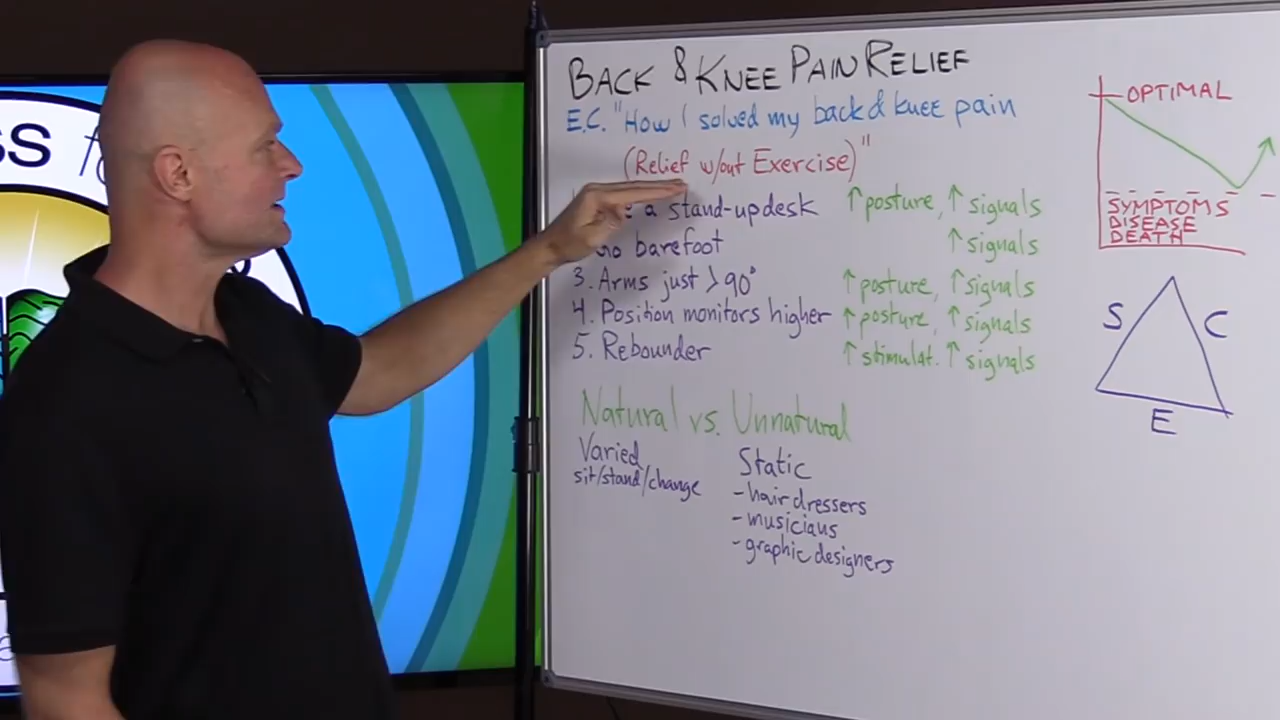 BACK & KNEE PAIN RELIEF
E.C. "How I solved my back & knee pain
(Relief w/out Exercise)"
a stand-up desk ↑ posture, ↑ signals
Go barefoot ↑ signals
3. Arms just > 90° ↑ posture, ↑ signals
4. Position monitors higher ↑ posture, ↑ signals
5. Rebounder ↑ stimulat. ↑ signals
Natural vs. Unnatural
Varied
sit/stand/change
Static
- hair dressers
- musicians
- graphic designers
OPTIMAL
SYMPTOMS
DISEASE
DEATH
S
C
E
ss